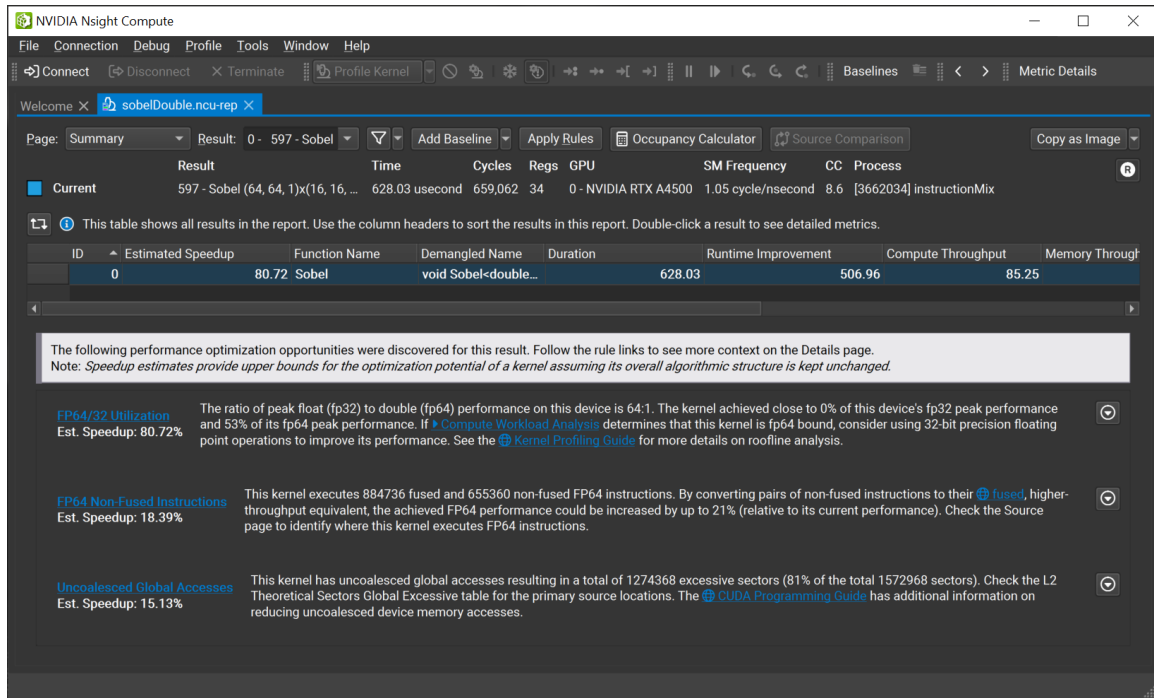 NVIDIA Nsight Compute
File Connection Debug Profile Tools Window Help
Connect Disconnect Terminate Profile Kernel Baselines Metric Details
Welcome sobelDouble.ncu-rep
Page: Summary Result: 0 - 597 - Sobel Add Baseline Apply Rules Occupancy Calculator Source Comparison Copy as Image
Result Time Cycles Regs GPU SM Frequency CC Process
R
Current 597 - Sobel (64, 64, 1)x(16, 16, ... 628.03 usecond 659,062 34 0 - NVIDIA RTX A4500 1.05 cycle/nsecond 8.6 [3662034] instructionMix
This table shows all results in the report. Use the column headers to sort the results in this report. Double-click a result to see detailed metrics.
ID Estimated Speedup Function Name Demangled Name Duration Runtime Improvement Compute Throughput Memory Through
0 80.72 Sobel void Sobel<double... 628.03 506.96 85.25
The following performance optimization opportunities were discovered for this result. Follow the rule links to see more context on the Details page.
Note: Speedup estimates provide upper bounds for the optimization potential of a kernel assuming its overall algorithmic structure is kept unchanged.
FP64/32 Utilization
Est. Speedup: 80.72%
The ratio of peak float (fp32) to double (fp64) performance on this device is 64:1. The kernel achieved close to 0% of this device's fp32 peak performance
and 53% of its fp64 peak performance. If Compute Workload Analysis determines that this kernel is fp64 bound, consider using 32-bit precision floating
point operations to improve its performance. See the Kernel Profiling Guide for more details on roofline analysis.
FP64 Non-Fused Instructions
Est. Speedup: 18.39%
This kernel executes 884736 fused and 655360 non-fused FP64 instructions. By converting pairs of non-fused instructions to their fused, higher-
throughput equivalent, the achieved FP64 performance could be increased by up to 21% (relative to its current performance). Check the Source
page to identify where this kernel executes FP64 instructions.
Uncoalesced Global Accesses
Est. Speedup: 15.13%
This kernel has uncoalesced global accesses resulting in a total of 1274368 excessive sectors (81% of the total 1572968 sectors). Check the L2
Theoretical Sectors Global Excessive table for the primary source locations. The CUDA Programming Guide has additional information on
reducing uncoalesced device memory accesses.